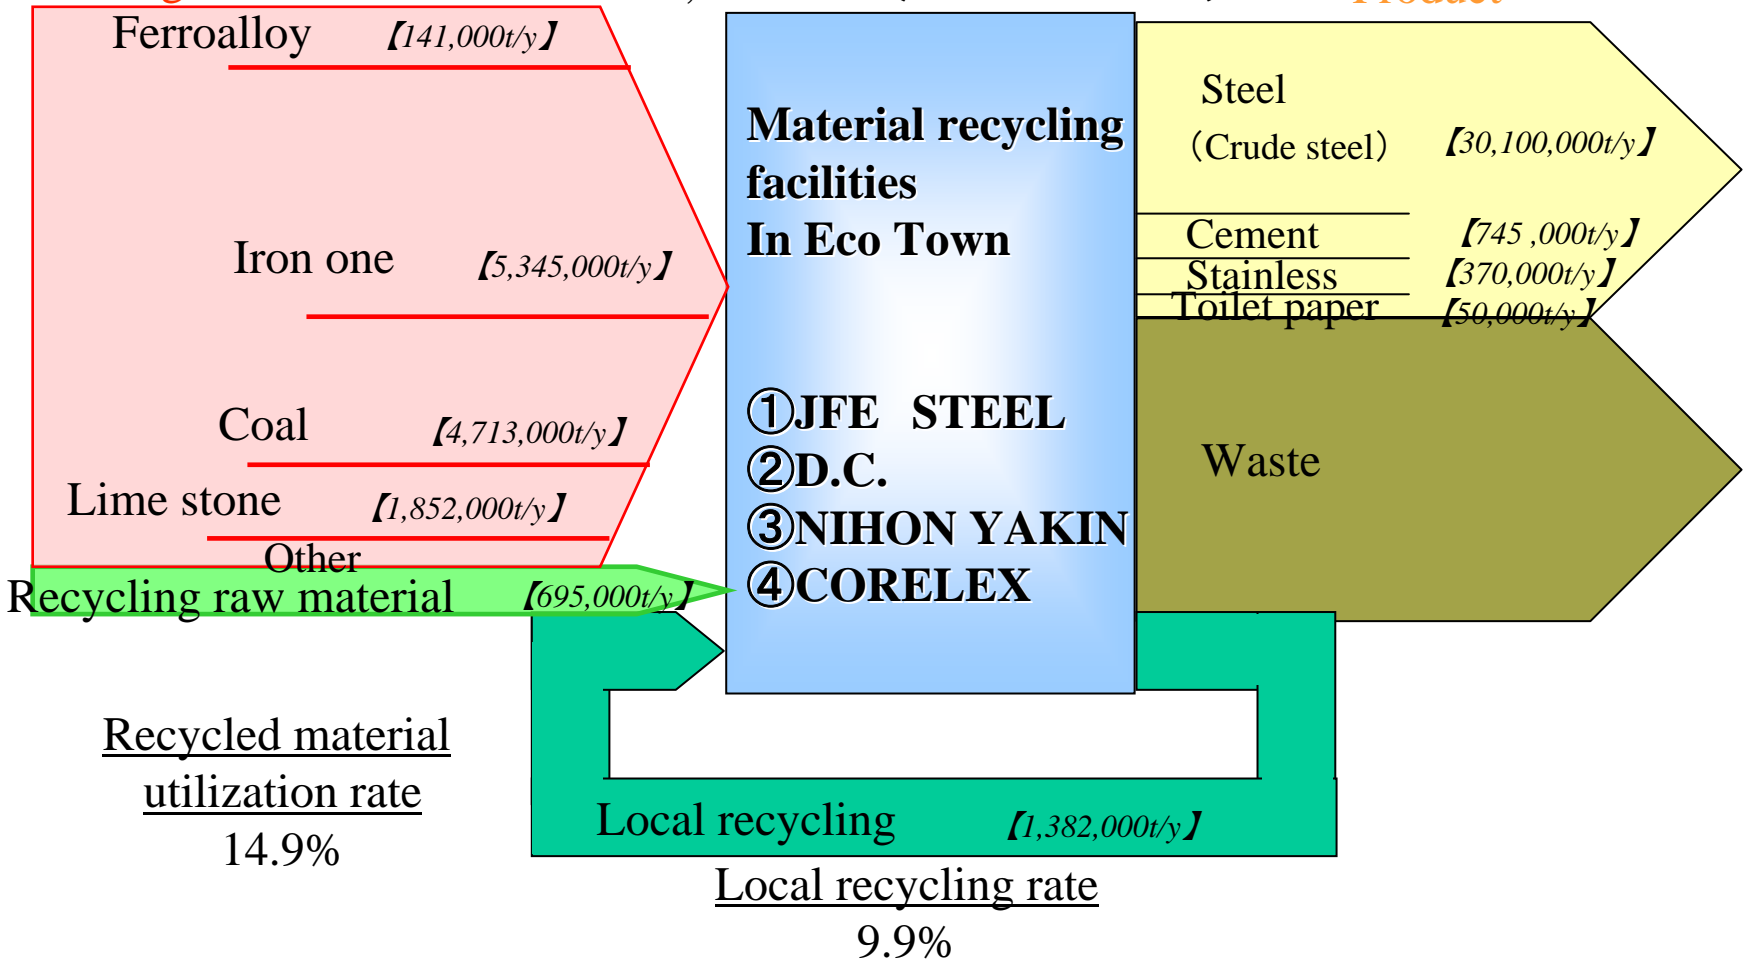 Product
Ferroalloy 【141,000t/y】
Iron one 【5,345,000t/y】
Coal 【4,713,000t/y】
Lime stone 【1,852,000t/y】
Other
Recycling raw material 【695,000t/y】
Material recycling
facilities
In Eco Town
①JFE STEEL
②D.C.
③NIHON YAKIN
④CORELEX
Steel
（Crude steel） 【30,100,000t/y】
Cement 【745 ,000t/y】
Stainless 【370,000t/y】
Toilet paper 【50,000t/y】
Waste
Recycled material
utilization rate
14.9%
Local recycling 【1,382,000t/y】
Local recycling rate
9.9%